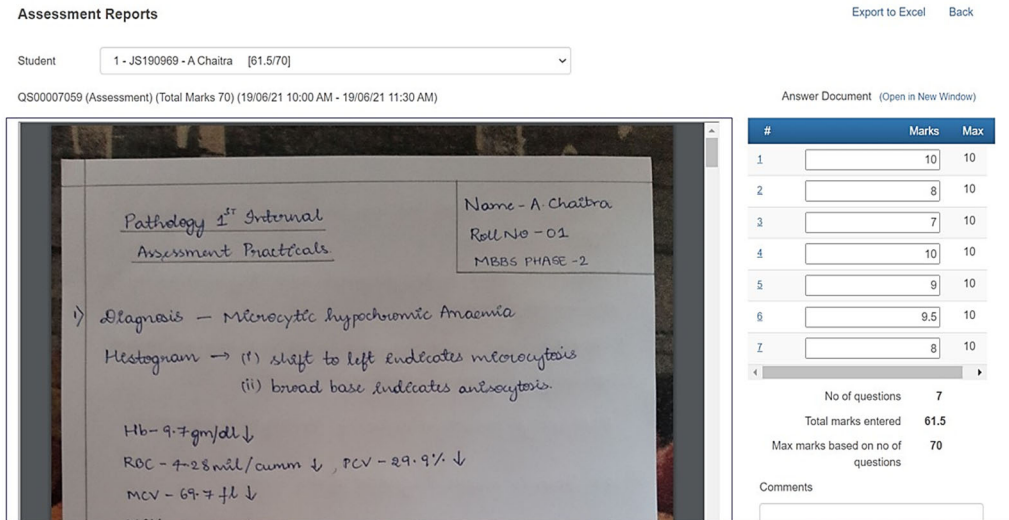 Assessment Reports
Export to Excel Back
Student 1 - JS190969 - A Chaitra [61.5/70]
QS00007059 (Assessment) (Total Marks 70) (19/06/21 10:00 AM - 19/06/21 11:30 AM)
Answer Document (Open in New Window)
Pathology 1ST Internal
Assessment Practicals
Name - A. Chaitra
Roll No - 01
MBBS PHASE - 2
1) Diagnosis - Microcytic hypochromic Anaemia
Histogram → (i) shift to left indicates microcytosis
(ii) broad base indicates anisocytosis.
Hb - 9.7 gm/dl ↓
RBC - 4.28 mil/cumm ↓, PCV - 29.9% ↓
MCV - 69.7 fl ↓
# Marks Max
1 10 10
2 8 10
3 7 10
4 10 10
5 9 10
6 9.5 10
7 8 10
No of questions 7
Total marks entered 61.5
Max marks based on no of 70
questions
Comments